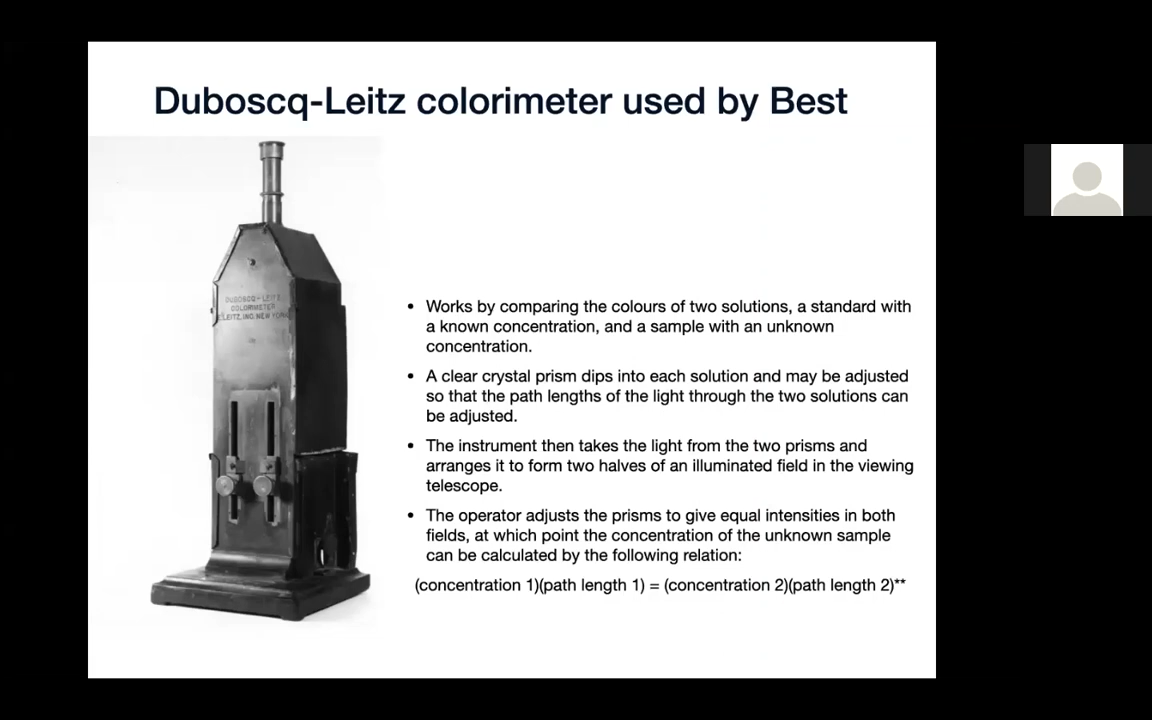 Duboscq-Leitz colorimeter used by Best
DUBOSCQ-LEITZ
COLORIMETER
E. LEITZ, INC. NEW YORK
• Works by comparing the colours of two solutions, a standard with
a known concentration, and a sample with an unknown
concentration.
• A clear crystal prism dips into each solution and may be adjusted
so that the path lengths of the light through the two solutions can
be adjusted.
• The instrument then takes the light from the two prisms and
arranges it to form two halves of an illuminated field in the viewing
telescope.
• The operator adjusts the prisms to give equal intensities in both
fields, at which point the concentration of the unknown sample
can be calculated by the following relation:
(concentration 1)(path length 1) = (concentration 2)(path length 2)**